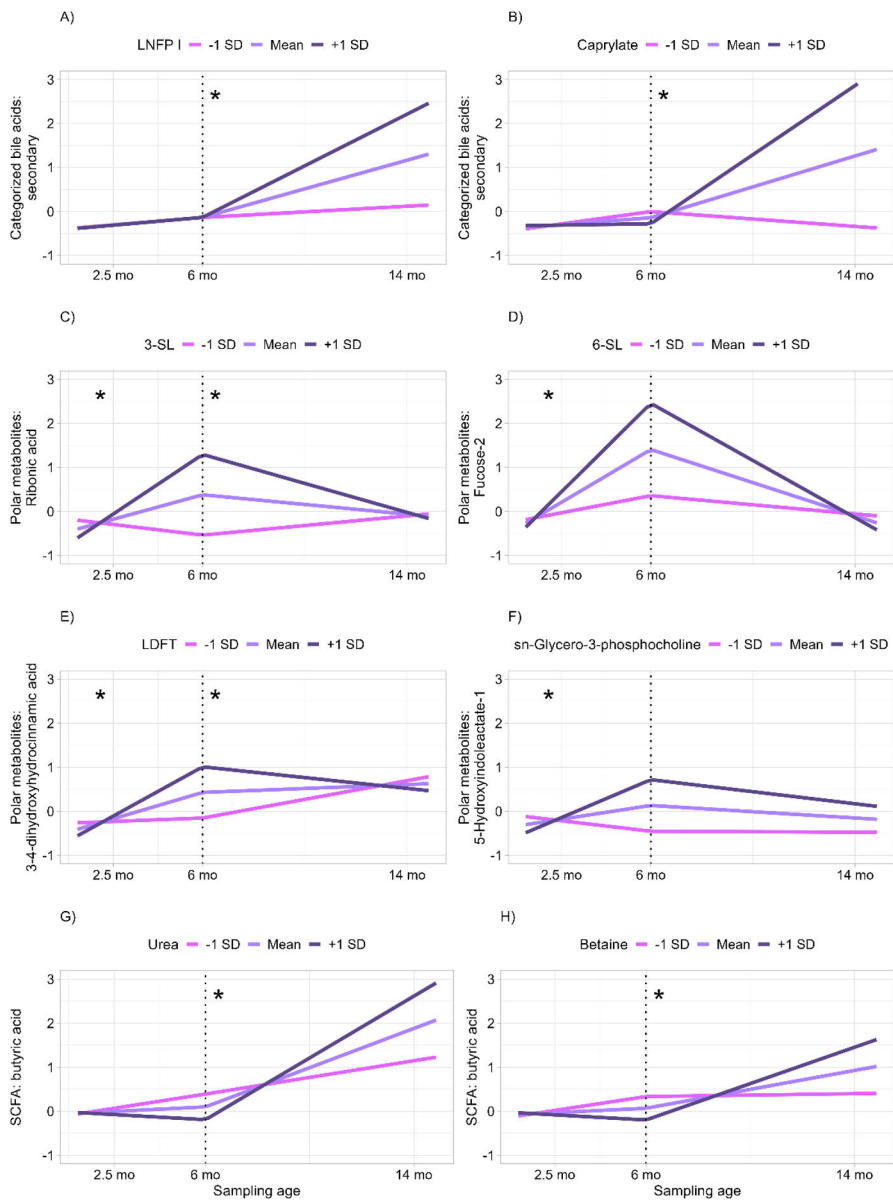 A)
LNFP I -1 SD Mean +1 SD
Categorized bile acids:
secondary
3
2
1
0
-1
*
2.5 mo 6 mo 14 mo
B)
Caprylate -1 SD Mean +1 SD
Categorized bile acids:
secondary
3
2
1
0
-1
*
2.5 mo 6 mo 14 mo
C)
3-SL -1 SD Mean +1 SD
Polar metabolites:
Ribonic acid
3
2
1
0
-1
* *
2.5 mo 6 mo 14 mo
D)
6-SL -1 SD Mean +1 SD
Polar metabolites:
Fucose-2
3
2
1
0
-1
*
2.5 mo 6 mo 14 mo
E)
LDFT -1 SD Mean +1 SD
Polar metabolites:
3-4-dihydroxyhydrocinnamic acid
3
2
1
0
-1
* *
2.5 mo 6 mo 14 mo
F)
sn-Glycero-3-phosphocholine -1 SD Mean +1 SD
Polar metabolites:
5-Hydroxyindoleactate-1
3
2
1
0
-1
*
2.5 mo 6 mo 14 mo
G)
Urea -1 SD Mean +1 SD
SCFA: butyric acid
3
2
1
0
-1
*
2.5 mo 6 mo 14 mo
Sampling age
H)
Betaine -1 SD Mean +1 SD
SCFA: butyric acid
3
2
1
0
-1
*
2.5 mo 6 mo 14 mo
Sampling age